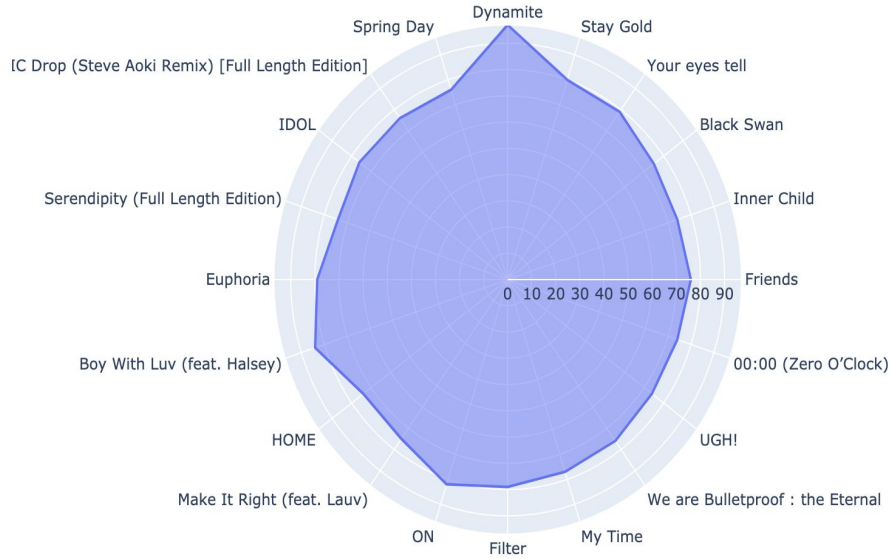 Dynamite
Spring Day
Stay Gold
IC Drop (Steve Aoki Remix) [Full Length Edition]
Your eyes tell
IDOL
Black Swan
Serendipity (Full Length Edition)
Inner Child
Euphoria
Friends
0 10 20 30 40 50 60 70 80 90
Boy With Luv (feat. Halsey)
00:00 (Zero O’Clock)
HOME
UGH!
Make It Right (feat. Lauv)
We are Bulletproof : the Eternal
ON
My Time
Filter